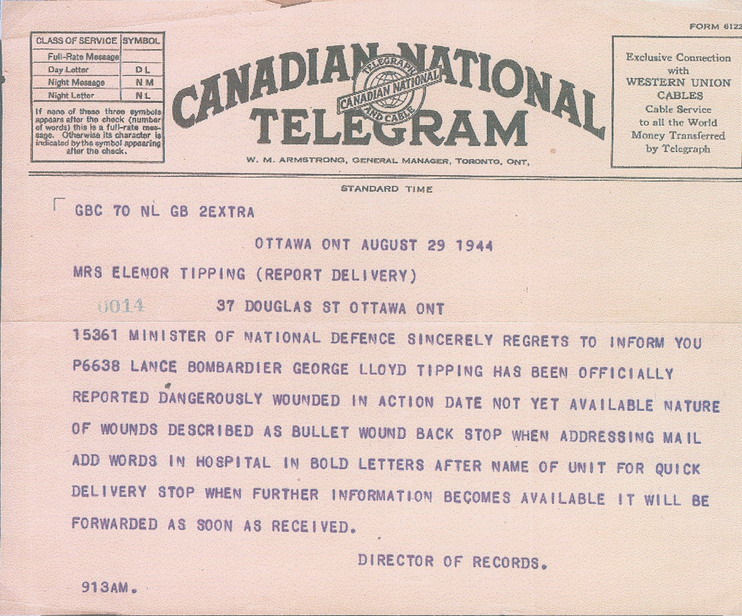 FORM 6122
CLASS OF SERVICE SYMBOL
Full-Rate Message
Day Letter D L
Night Message N M
Night Letter N L
If none of these three symbols
appears after the check (number
of words) this is a full-rate mes-
sage. Otherwise its character is
indicated by the symbol appearing
after the check.
CANADIAN NATIONAL
TELEGRAM
TELEGRAPH
CANADIAN NATIONAL
AND CABLE
W. M. ARMSTRONG, GENERAL MANAGER, TORONTO, ONT,
Exclusive Connection
with
WESTERN UNION
CABLES
Cable Service
to all the World
Money Transferred
by Telegraph
STANDARD TIME
GBC 70 NL GB 2EXTRA
OTTAWA ONT AUGUST 29 1944
MRS ELENOR TIPPING (REPORT DELIVERY)
6014 37 DOUGLAS ST OTTAWA ONT
15361 MINISTER OF NATIONAL DEFENCE SINCERELY REGRETS TO INFORM YOU
P6638 LANCE BOMBARDIER GEORGE LLOYD TIPPING HAS BEEN OFFICIALLY
REPORTED DANGEROUSLY WOUNDED IN ACTION DATE NOT YET AVAILABLE NATURE
OF WOUNDS DESCRIBED AS BULLET WOUND BACK STOP WHEN ADDRESSING MAIL
ADD WORDS IN HOSPITAL IN BOLD LETTERS AFTER NAME OF UNIT FOR QUICK
DELIVERY STOP WHEN FURTHER INFORMATION BECOMES AVAILABLE IT WILL BE
FORWARDED AS SOON AS RECEIVED.
DIRECTOR OF RECORDS.
913AM.